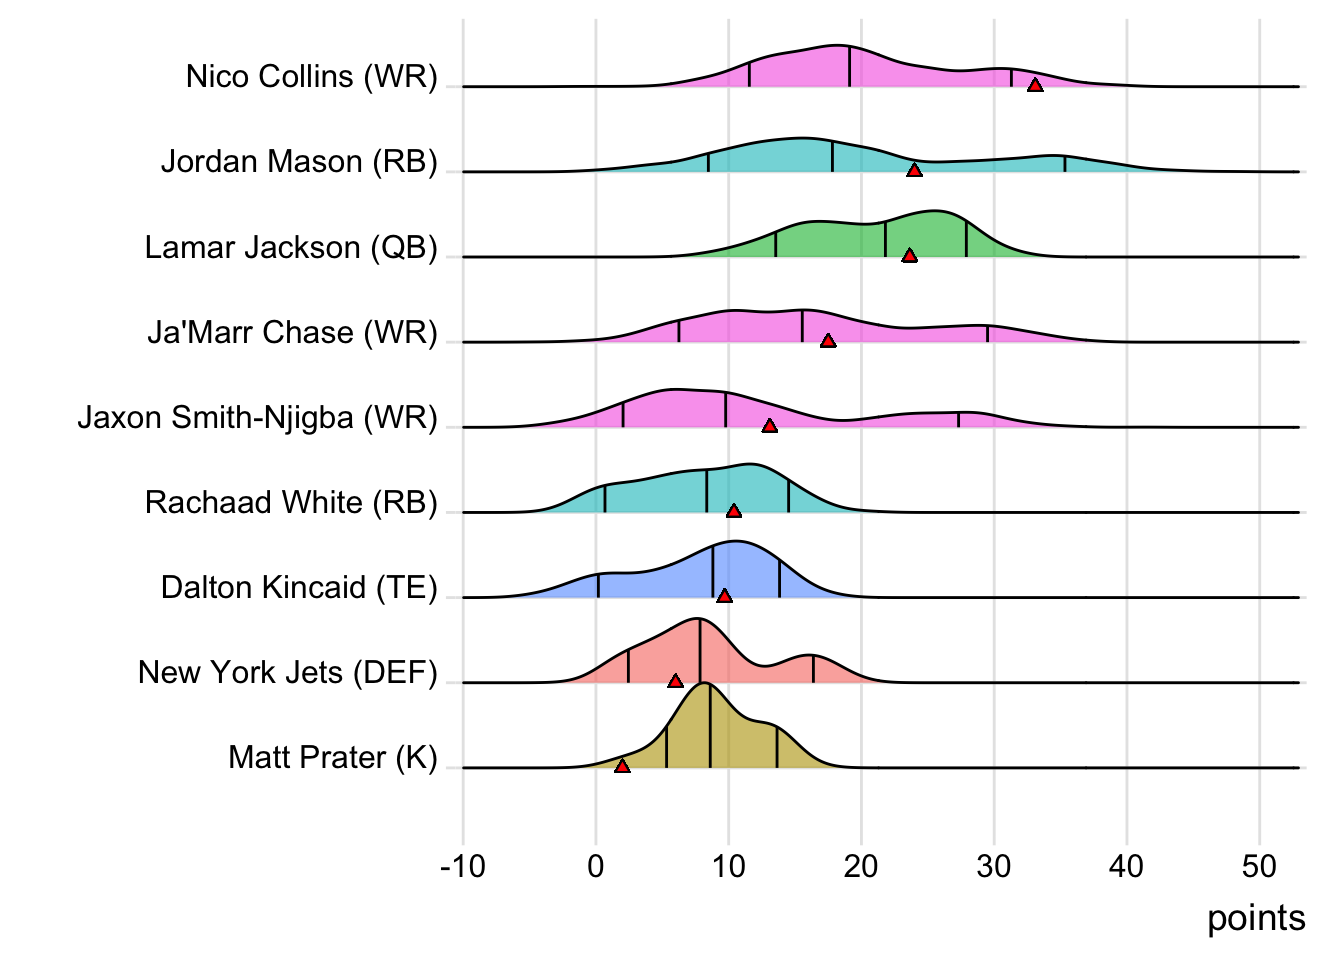 Nico Collins (WR)
Jordan Mason (RB)
Lamar Jackson (QB)
Ja'Marr Chase (WR)
Jaxon Smith-Njigba (WR)
Rachaad White (RB)
Dalton Kincaid (TE)
New York Jets (DEF)
Matt Prater (K)
-10 0 10 20 30 40 50
points